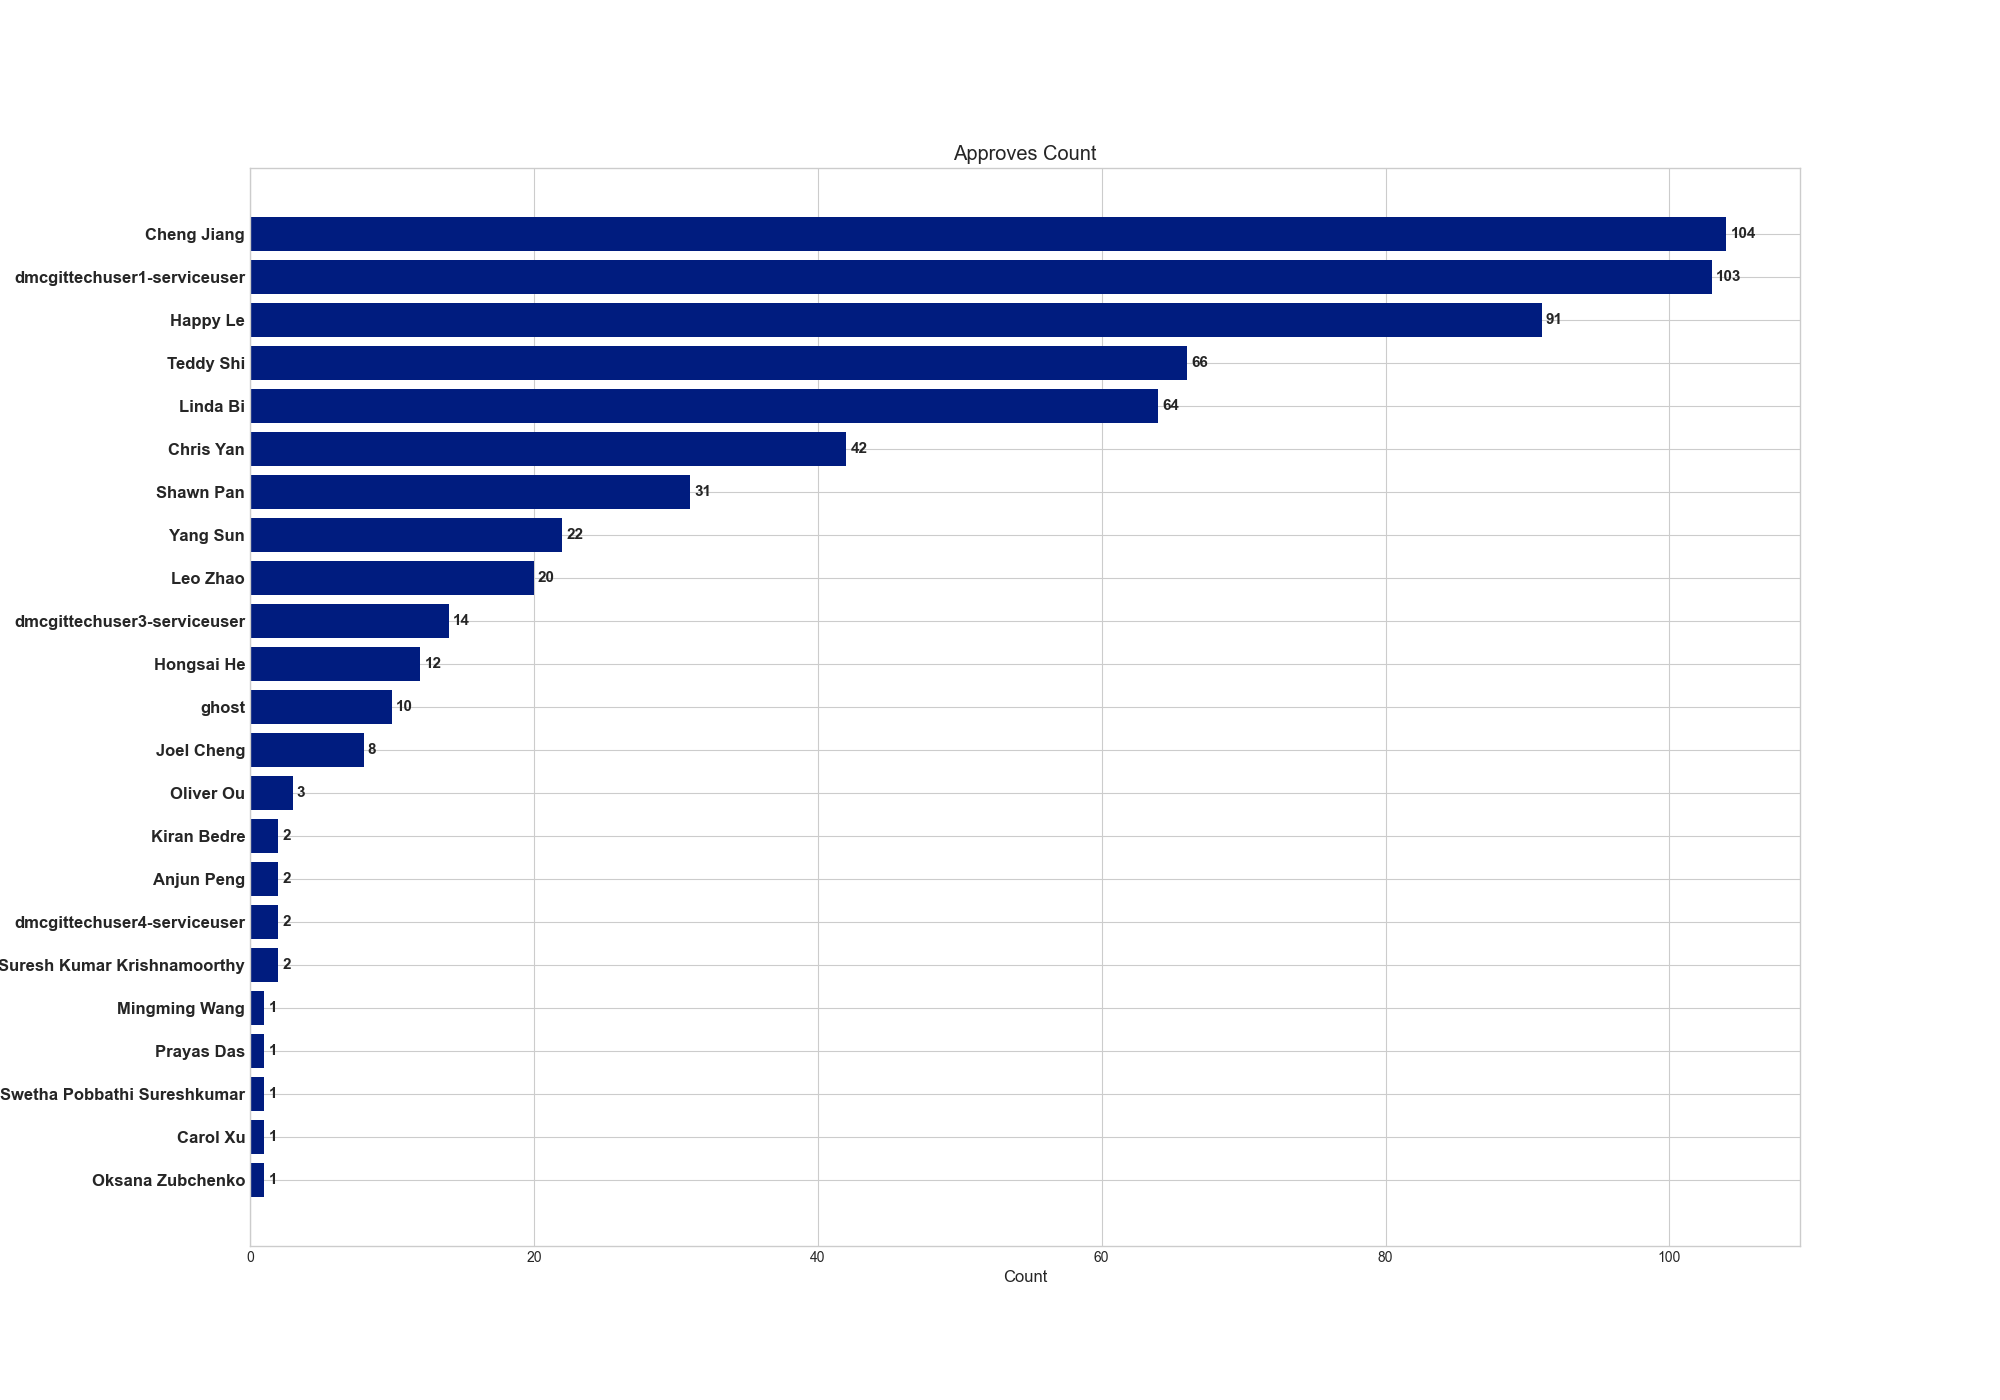 Approves Count
Cheng Jiang 104
dmcgittechuser1-serviceuser 103
Happy Le 91
Teddy Shi 66
Linda Bi 64
Chris Yan 42
Shawn Pan 31
Yang Sun 22
Leo Zhao 20
dmcgittechuser3-serviceuser 14
Hongsai He 12
ghost 10
Joel Cheng 8
Oliver Ou 3
Kiran Bedre 2
Anjun Peng 2
dmcgittechuser4-serviceuser 2
Suresh Kumar Krishnamoorthy 2
Mingming Wang 1
Prayas Das 1
Swetha Pobbathi Sureshkumar 1
Carol Xu 1
Oksana Zubchenko 1
0 20 40 60 80 100
Count